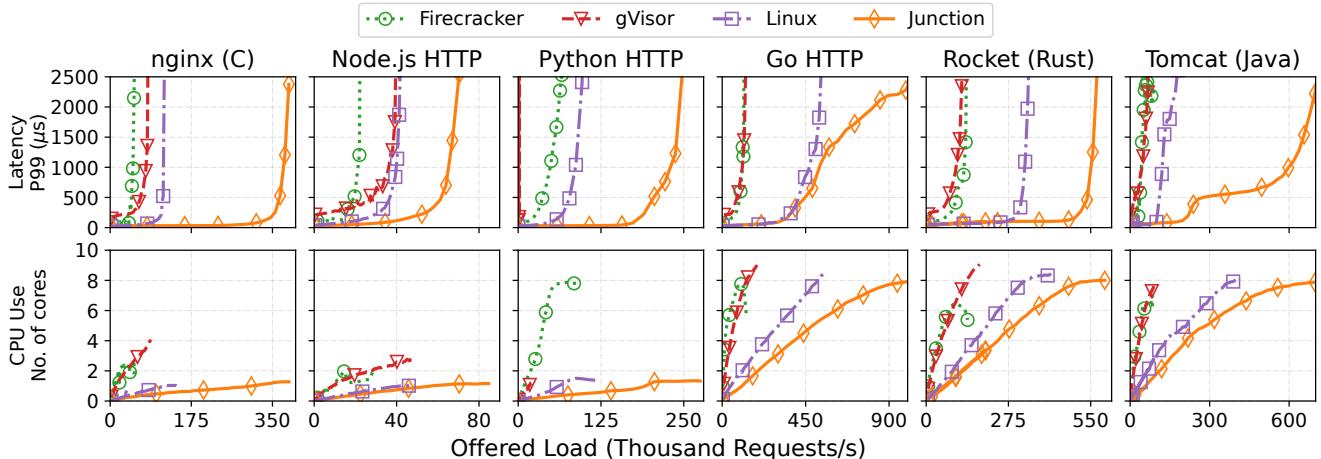 Firecracker gVisor Linux Junction
nginx (C) Node.js HTTP Python HTTP Go HTTP Rocket (Rust) Tomcat (Java)
Latency
P99 (μs)
2500
2000
1500
1000
500
0
CPU Use
No. of cores
10
8
6
4
2
0
0 175 350 0 40 80 0 125 250 0 450 900 0 275 550 0 300 600
Offered Load (Thousand Requests/s)